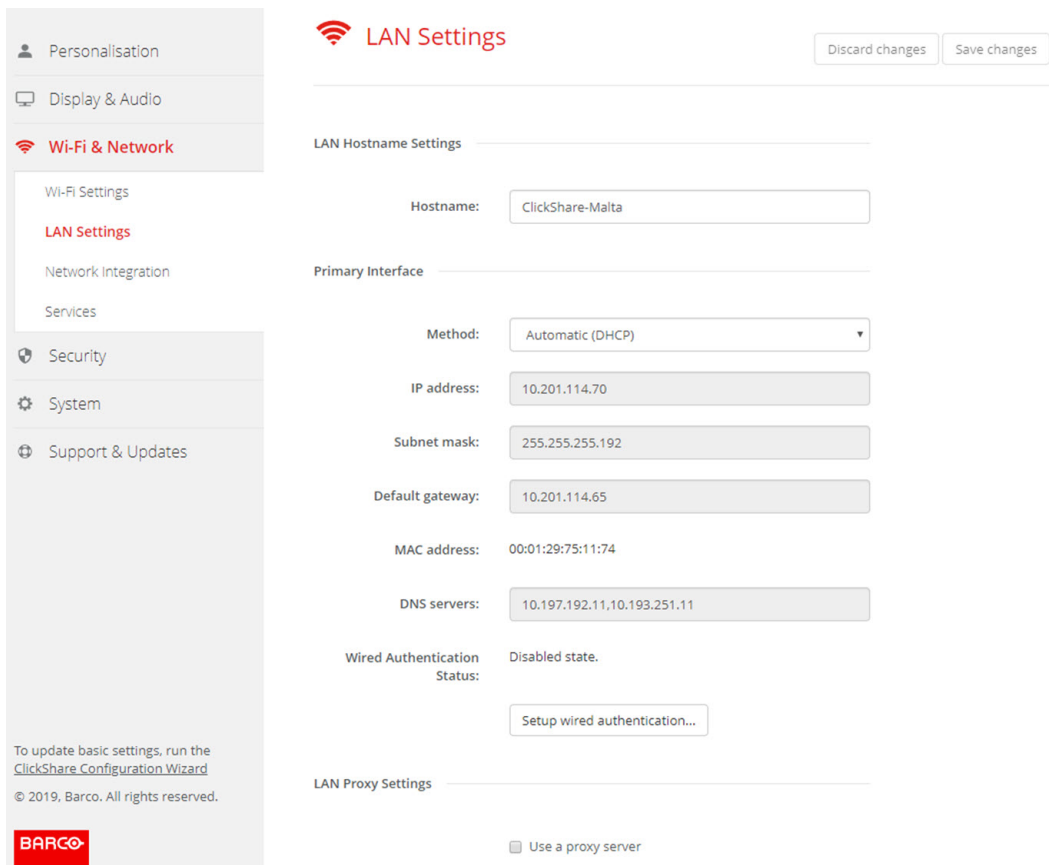 Personalisation
Display & Audio
Wi-Fi & Network
Wi-Fi Settings
LAN Settings
Network Integration
Services
Security
System
Support & Updates
To update basic settings, run the
ClickShare Configuration Wizard
© 2019, Barco. All rights reserved.
BARCO
LAN Settings
Discard changes
Save changes
LAN Hostname Settings
Hostname: ClickShare-Malta
Primary Interface
Method: Automatic (DHCP)
IP address: 10.201.114.70
Subnet mask: 255.255.255.192
Default gateway: 10.201.114.65
MAC address: 00:01:29:75:11:74
DNS servers: 10.197.192.11,10.193.251.11
Wired Authentication Disabled state.
Status:
Setup wired authentication...
LAN Proxy Settings
Use a proxy server